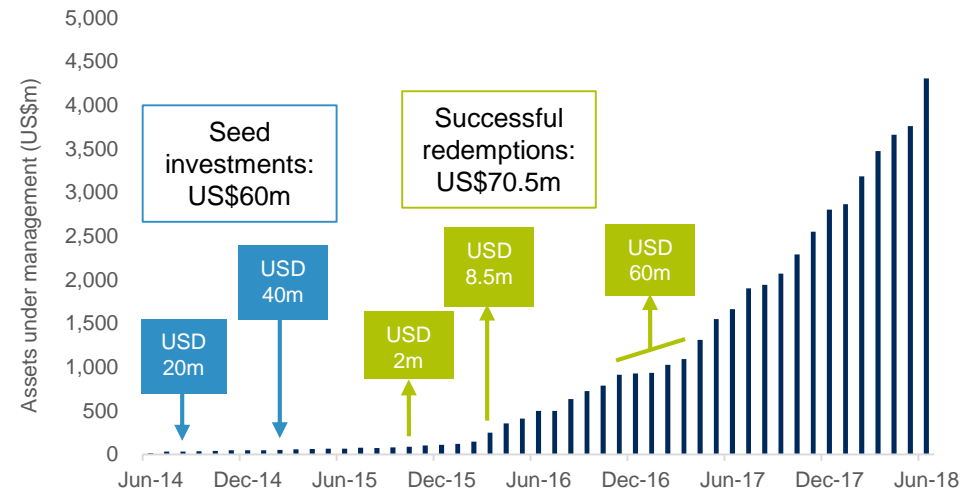 Assets under management (US$m)
5,000
4,500
4,000
3,500
3,000
2,500
2,000
1,500
1,000
500
0
Seed
investments:
US$60m
Successful
redemptions:
US$70.5m
USD
20m
USD
40m
USD
2m
USD
8.5m
USD
60m
Jun-14
Dec-14
Jun-15
Dec-15
Jun-16
Dec-16
Jun-17
Dec-17
Jun-18